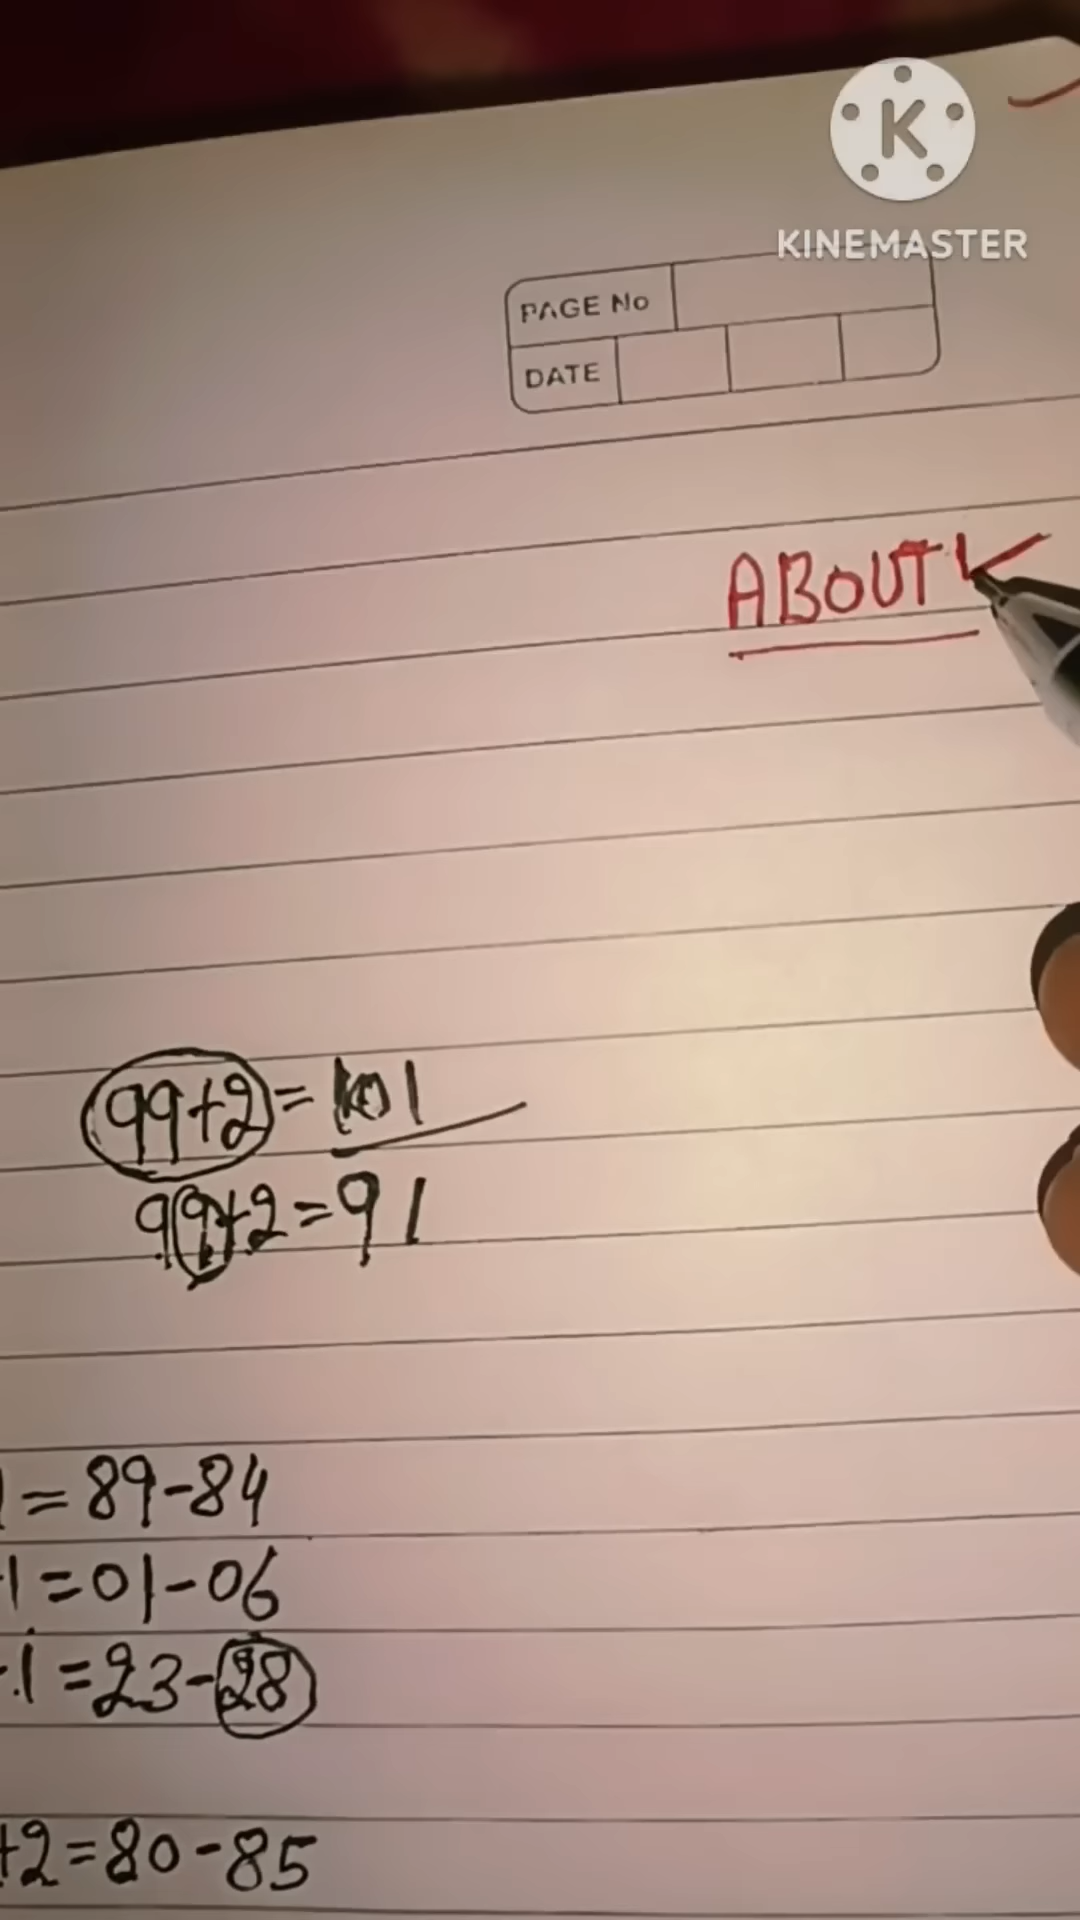 KINEMASTER
PAGE No
DATE
ABOUT
99+2=101
99+2=91
1=89-84
-1=01-06
-1=23-28
+2=80-85